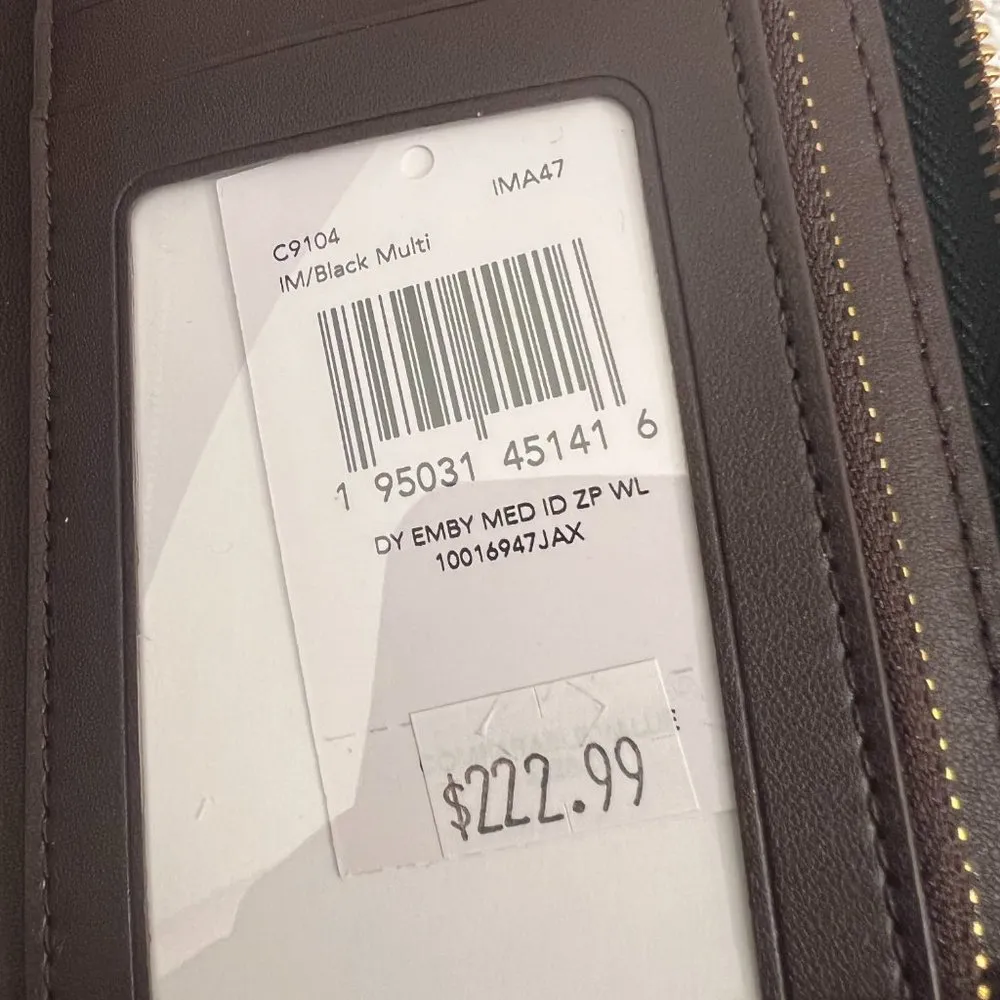 IMA47
C9104
IM/Black Multi
1 95031 45141 6
DY EMBY MED ID ZP WL
10016947JAX
$222.99